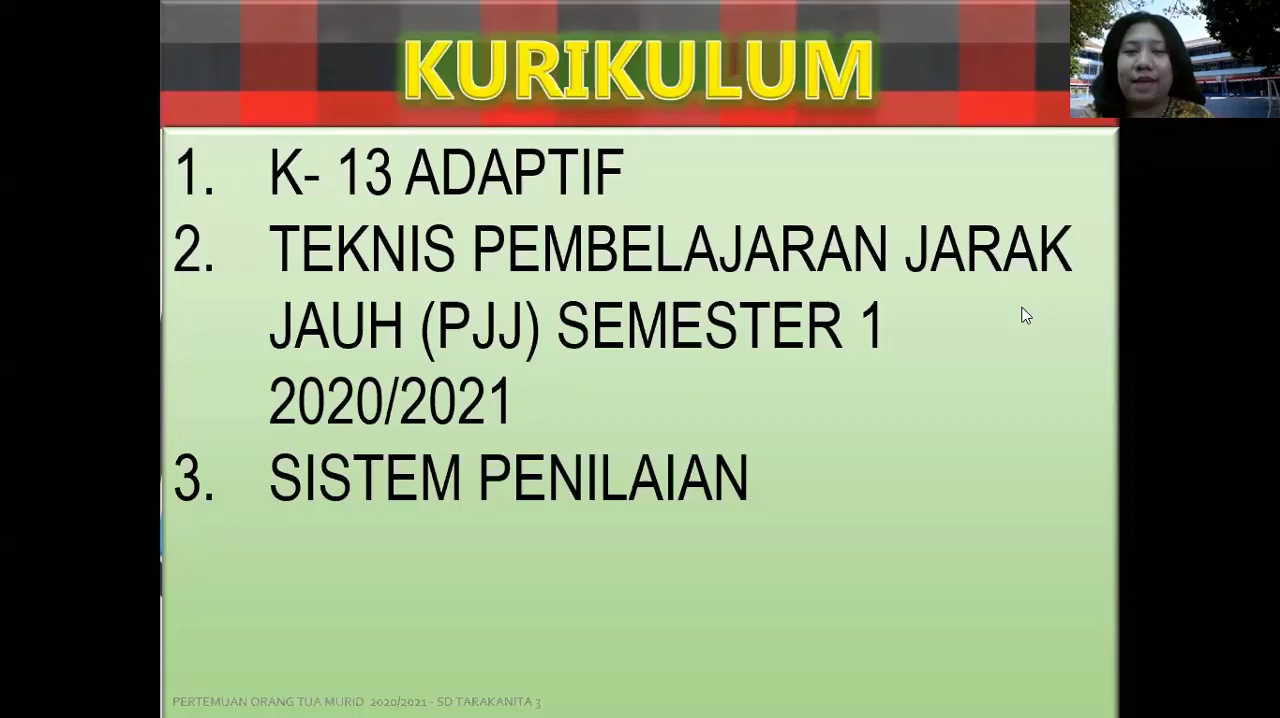 KURIKULUM
1. K- 13 ADAPTIF
2. TEKNIS PEMBELAJARAN JARAK
JAUH (PJJ) SEMESTER 1
2020/2021
3. SISTEM PENILAIAN
PERTEMUAN ORANG TUA MURID 2020/2021 - SD TARAKANITA 3